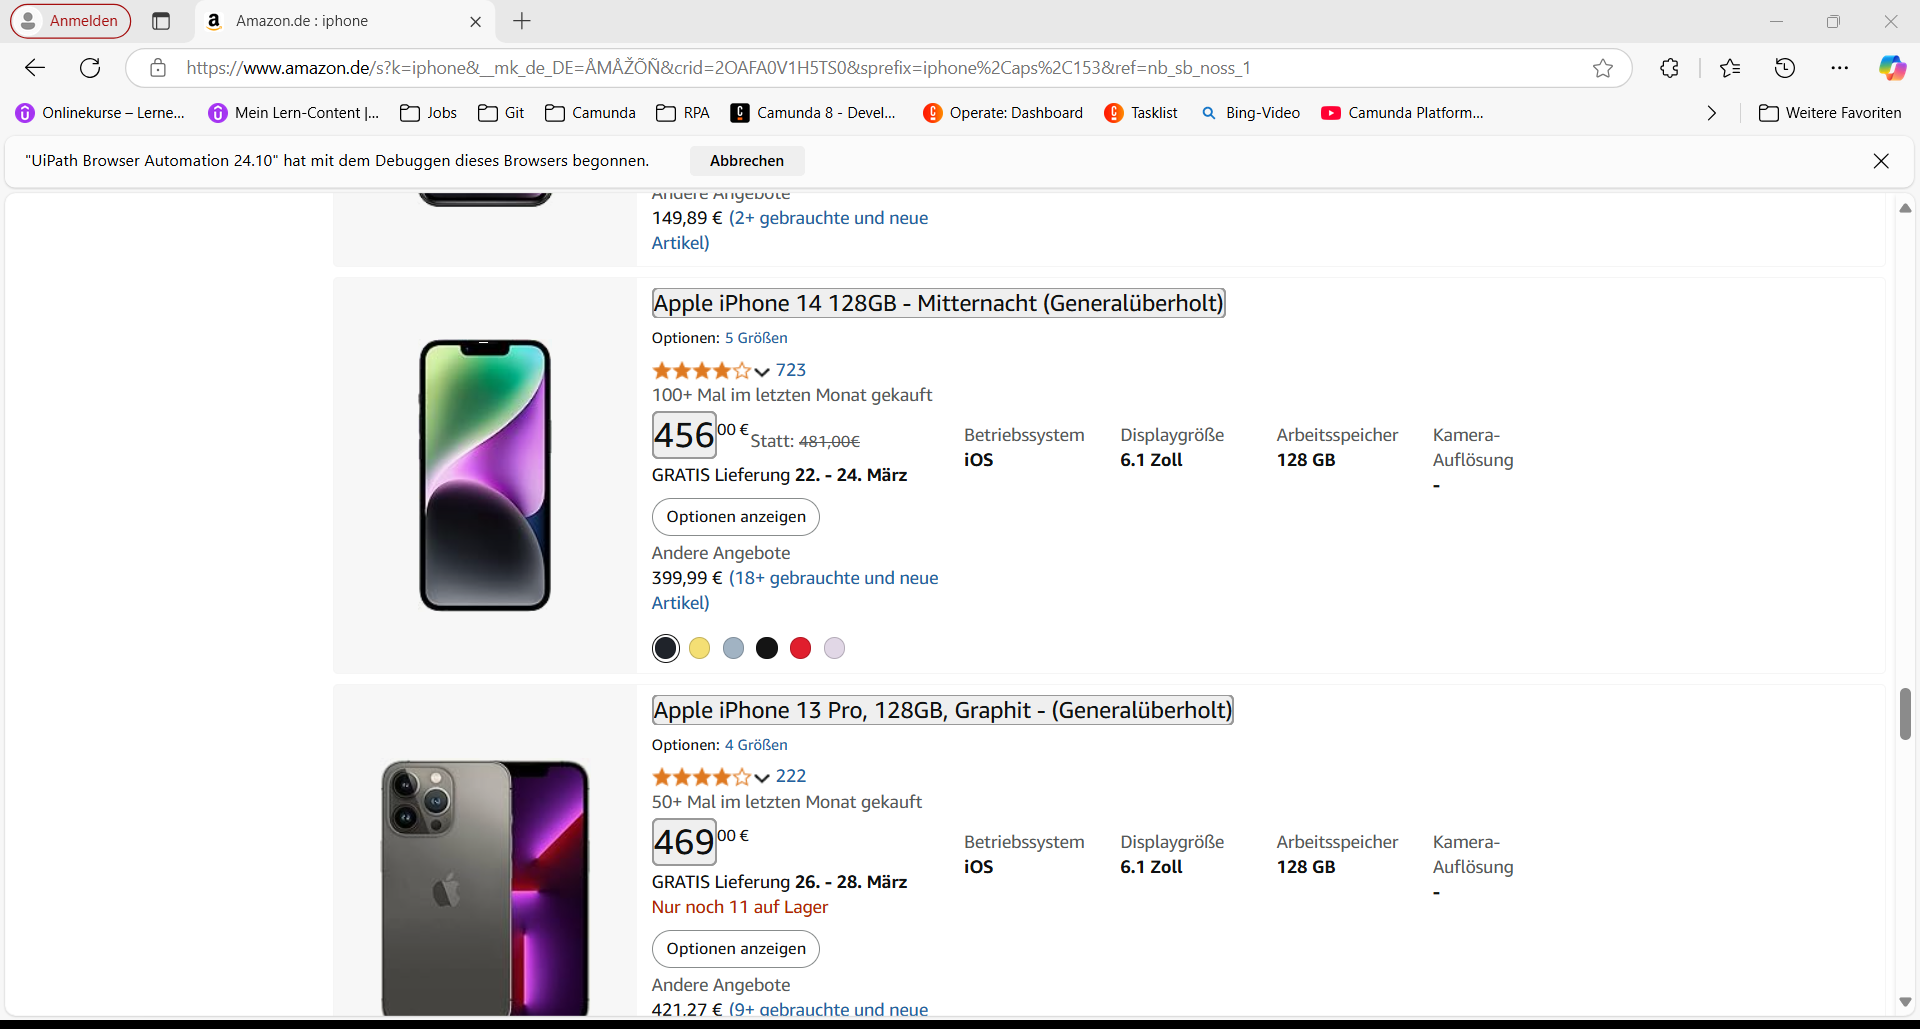 Anmelden
Amazon.de : iphone
https://www.amazon.de/s?k=iphone&__mk_de_DE=ÅMÅŽÕÑ&crid=2OAFA0V1H5TS0&sprefix=iphone%2Caps%2C153&ref=nb_sb_noss_1
Onlinekurse – Lerne... Mein Lern-Content |... Jobs Git Camunda RPA Camunda 8 - Devel... Operate: Dashboard Tasklist Bing-Video Camunda Platform... Weitere Favoriten
"UiPath Browser Automation 24.10" hat mit dem Debuggen dieses Browsers begonnen. Abbrechen
Andere Angebote
149,89 € (2+ gebrauchte und neue
Artikel)
Apple iPhone 14 128GB - Mitternacht (Generalüberholt)
Optionen: 5 Größen
723
100+ Mal im letzten Monat gekauft
456 00 € Statt: 481,00€
GRATIS Lieferung 22. - 24. März
Optionen anzeigen
Andere Angebote
399,99 € (18+ gebrauchte und neue
Artikel)
Betriebssystem
iOS
Displaygröße
6.1 Zoll
Arbeitsspeicher
128 GB
Kamera-
Auflösung
-
Apple iPhone 13 Pro, 128GB, Graphit - (Generalüberholt)
Optionen: 4 Größen
222
50+ Mal im letzten Monat gekauft
469 00 €
GRATIS Lieferung 26. - 28. März
Nur noch 11 auf Lager
Optionen anzeigen
Andere Angebote
421,27 € (9+ gebrauchte und neue
Betriebssystem
iOS
Displaygröße
6.1 Zoll
Arbeitsspeicher
128 GB
Kamera-
Auflösung
-